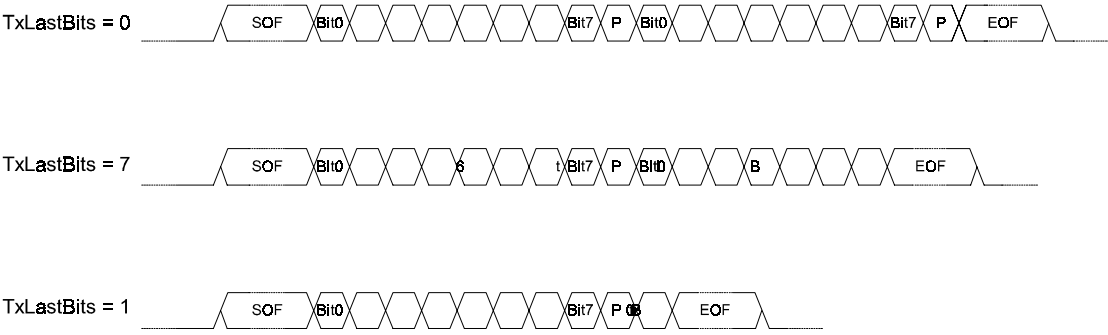 TxLastBits = 0 SOF Bit0 Bit7 P Bit0 Bit7 P EOF
TxLastBits = 7 SOF BIt0 6 t BIt7 P BIt0 B EOF
TxLastBits = 1 SOF Bit0 Bit7 P EOF